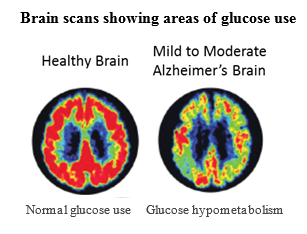 Brain scans showing areas of glucose use
Healthy Brain
Mild to Moderate
Alzheimer's Brain
Normal glucose use
Glucose hypometabolism